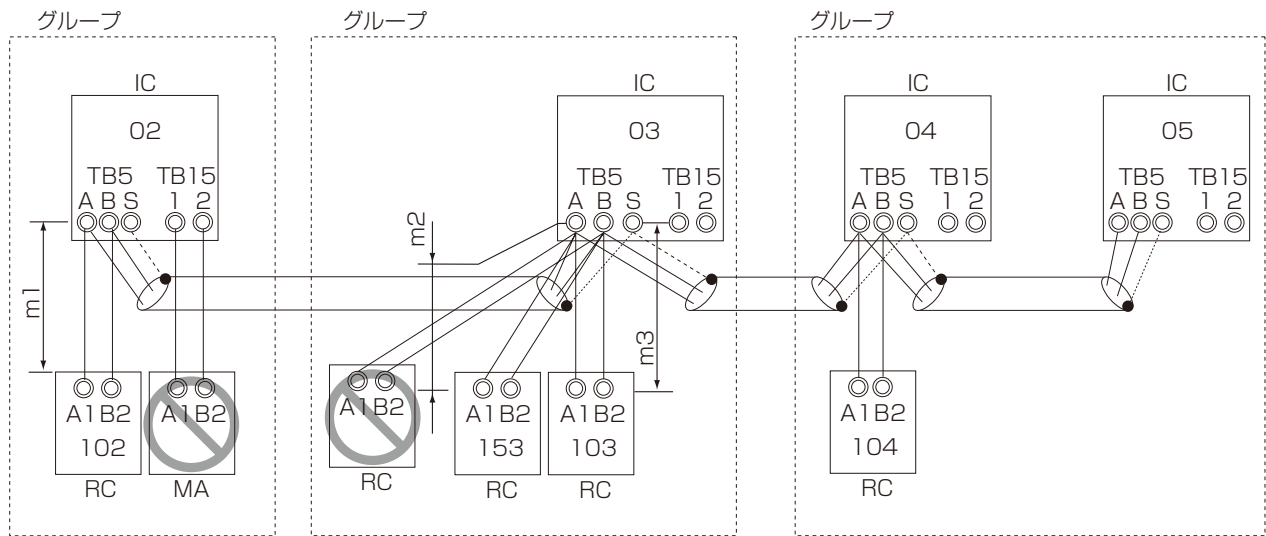 グループ
グループ
グループ
IC
IC
IC
IC
02
03
04
05
TB5 TB15
TB5 TB15
TB5 TB15
TB5 TB15
A B S 1 2
A B S 1 2
A B S 1 2
A B S 1 2
m1
m2
m3
A1B2
102
RC
A1B2
MA
A1B2
RC
A1B2
153
RC
A1B2
103
RC
A1B2
104
RC